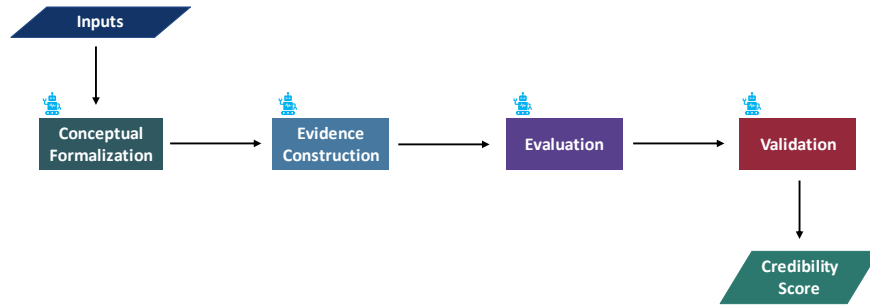 Inputs
Conceptual
Formalization
Evidence
Construction
Evaluation
Validation
Credibility
Score